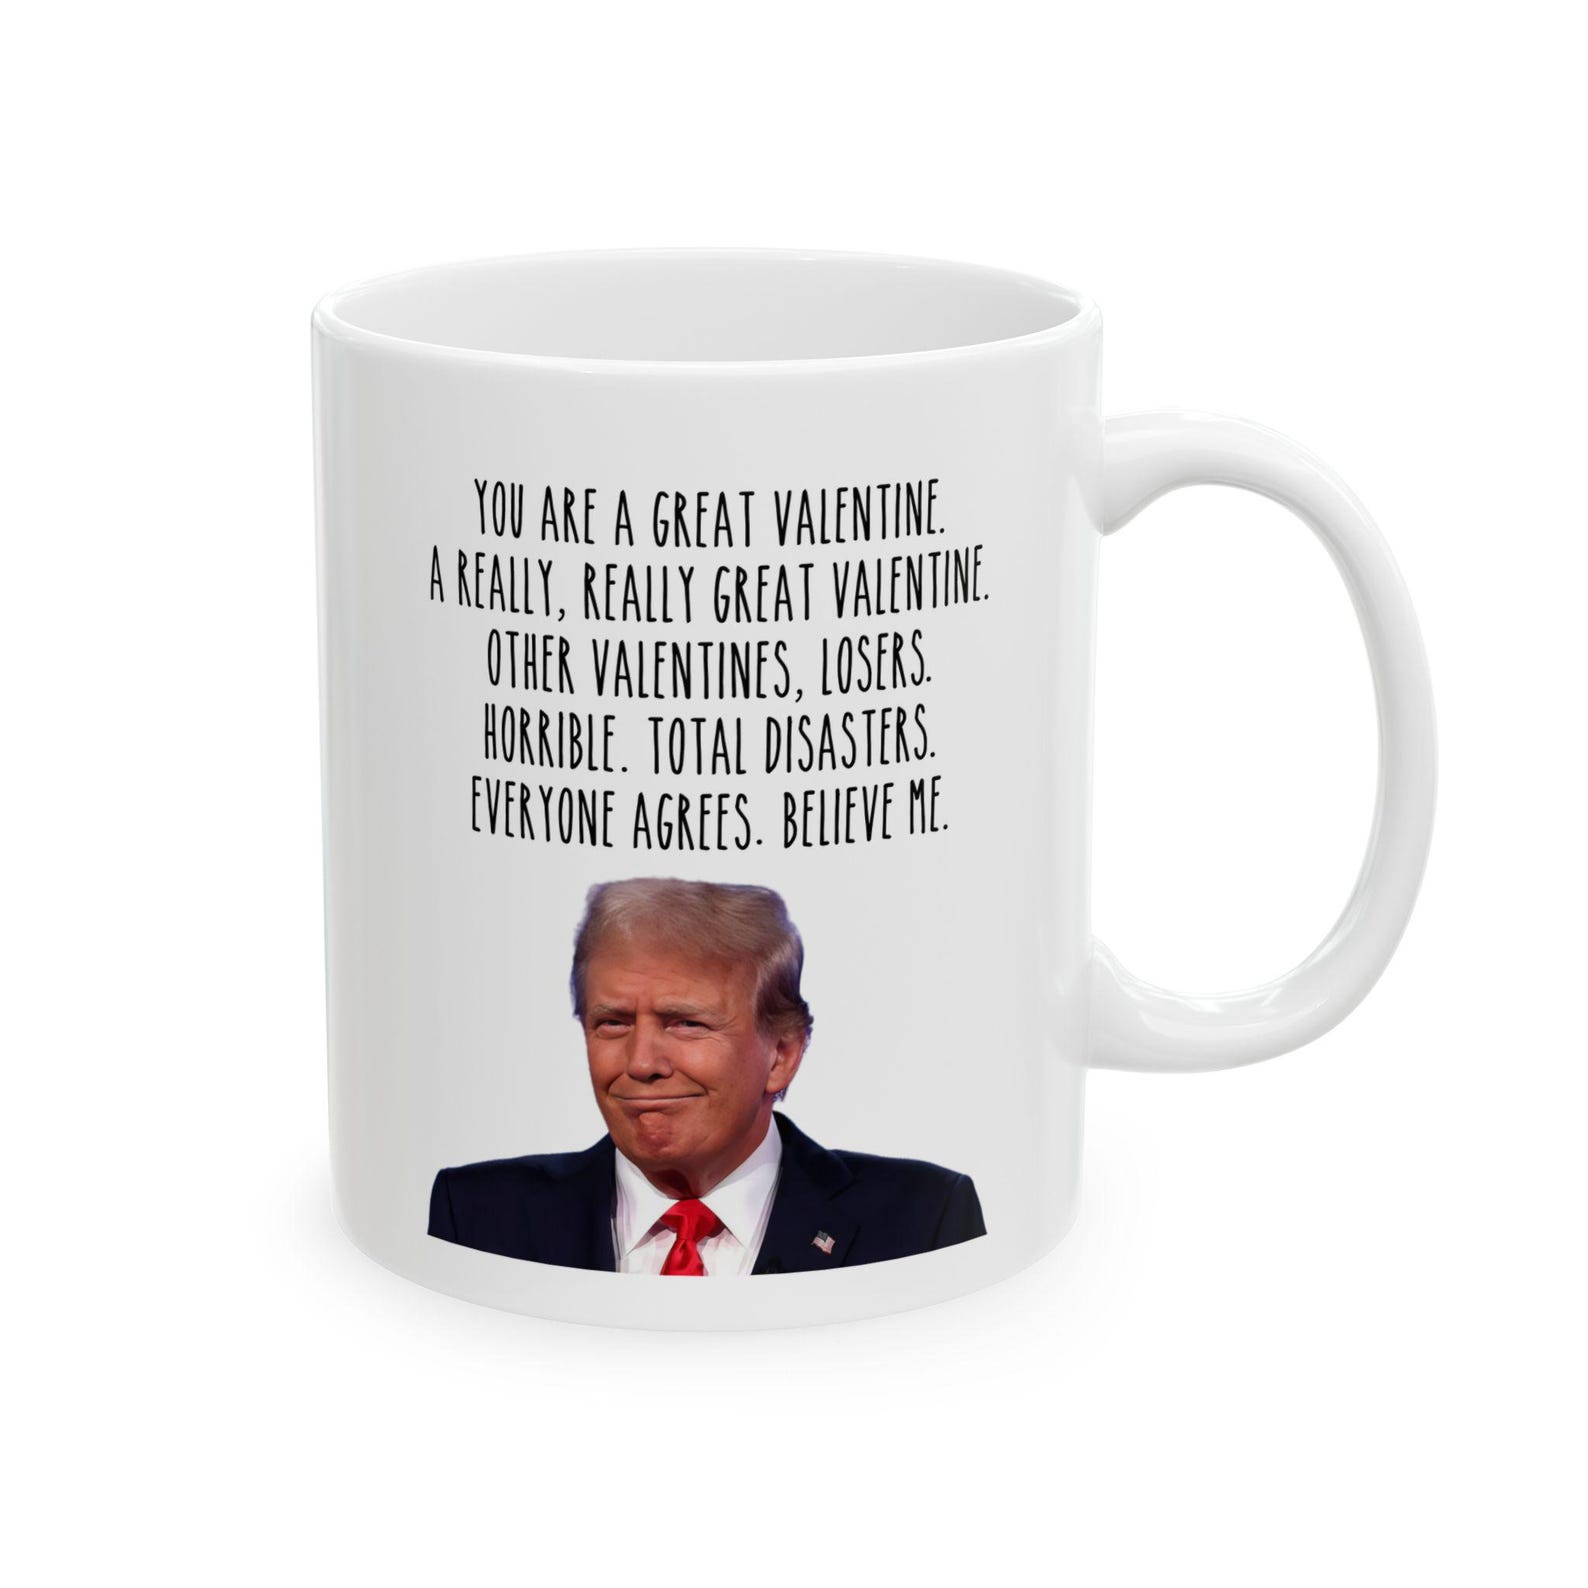 YOU ARE A GREAT VALENTINE.
A REALLY, REALLY GREAT VALENTINE.
OTHER VALENTINES, LOSERS.
HORRIBLE. TOTAL DISASTERS.
EVERYONE AGREES. BELIEVE ME.